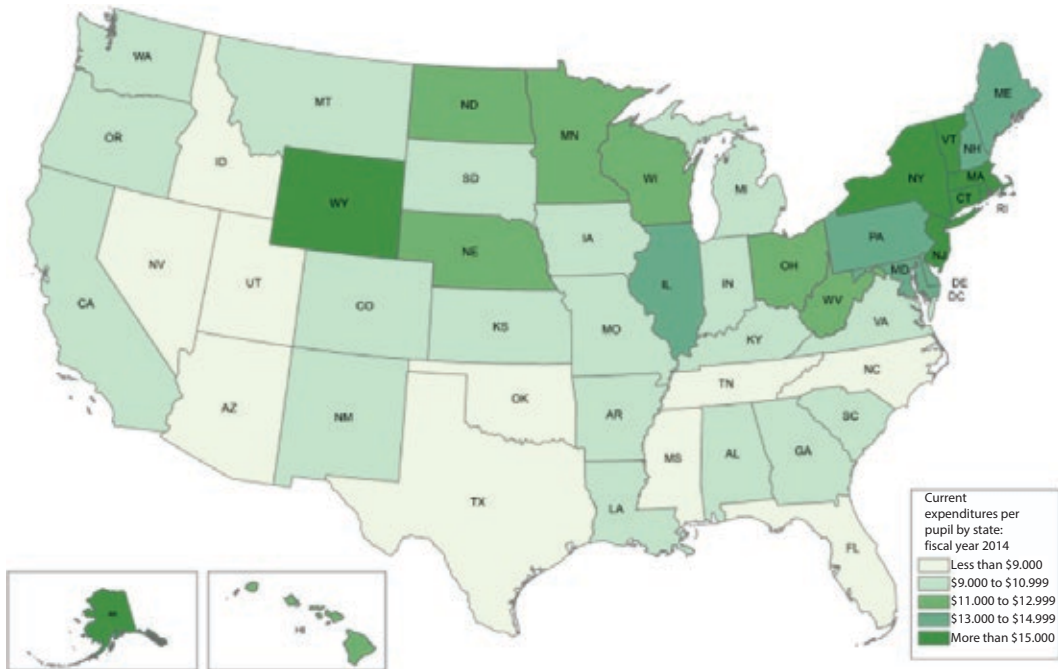 WA
MT
ND
MN
ME
OR
ID
SD
WI
VT
NH
WY
MI
NY
MA
CT
RI
IA
NE
PA
NJ
NV
UT
IL
IN
OH
MD
DE
DC
CA
CO
KS
MO
WV
VA
KY
NC
TN
AZ
NM
OK
AR
SC
MS
AL
GA
TX
LA
FL
HI
Current
expenditures per
pupil by state:
fiscal year 2014
Less than $9.000
$9.000 to $10.999
$11.000 to $12.999
$13.000 to $14.999
More than $15.000